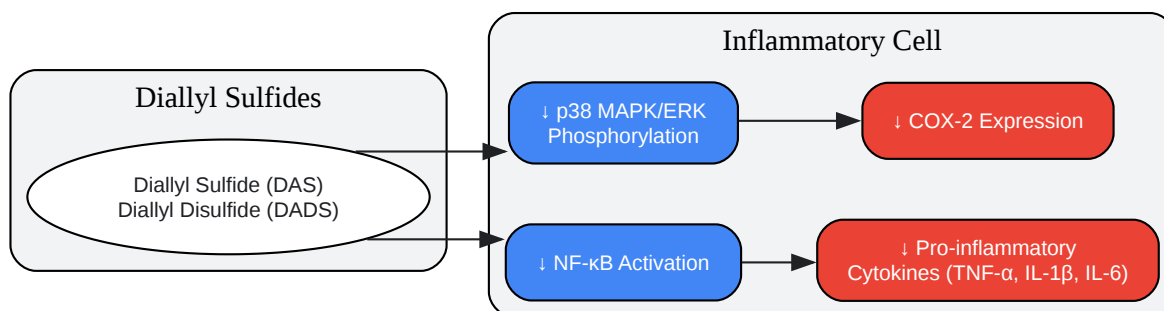 Inflammatory Cell
Diallyl Sulfides
Diallyl Sulfide (DAS)
Diallyl Disulfide (DADS)
↓ p38 MAPK/ERK
Phosphorylation
↓ COX-2 Expression
↓ NF-κB Activation
↓ Pro-inflammatory
Cytokines (TNF-α, IL-1β, IL-6)